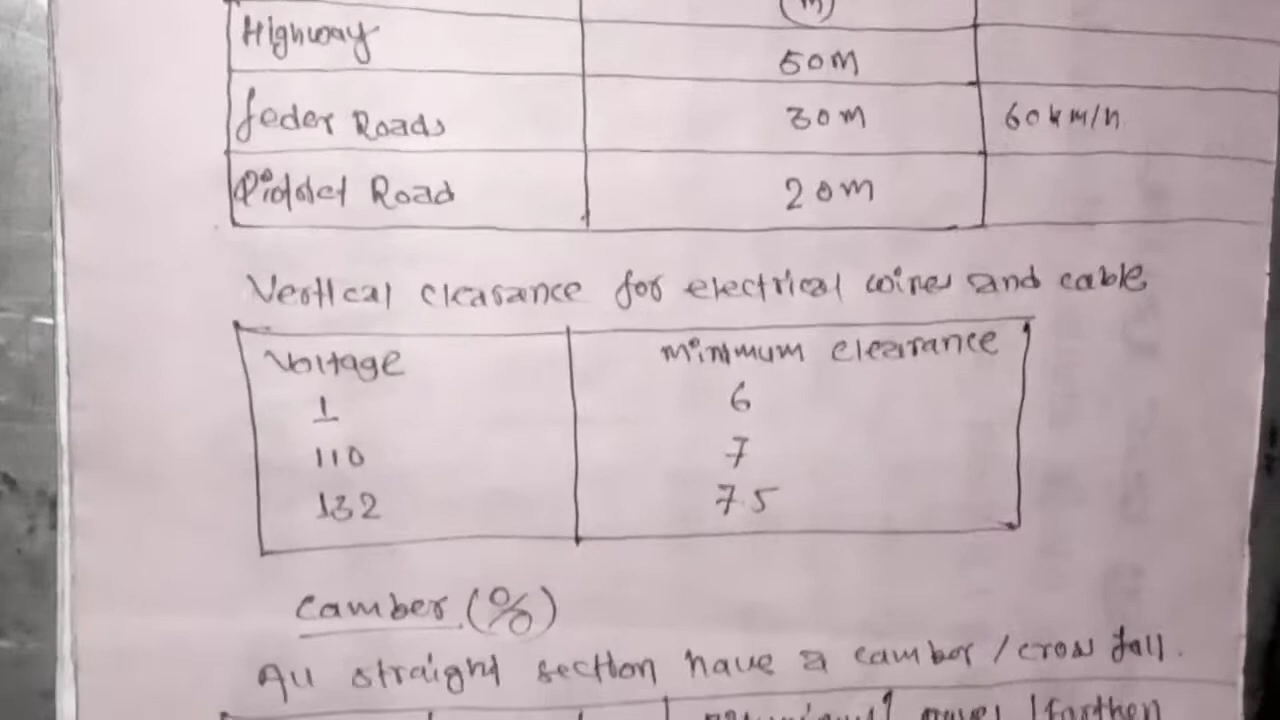 (m)
Highway 50m
feder Roads 30m 60km/h
Road 20m
Vertical clearance for electrical wires and cable
Voltage Minimum clearance
1 6
110 7
132 7.5
Camber (%)
All straight section have a camber / cross fall.